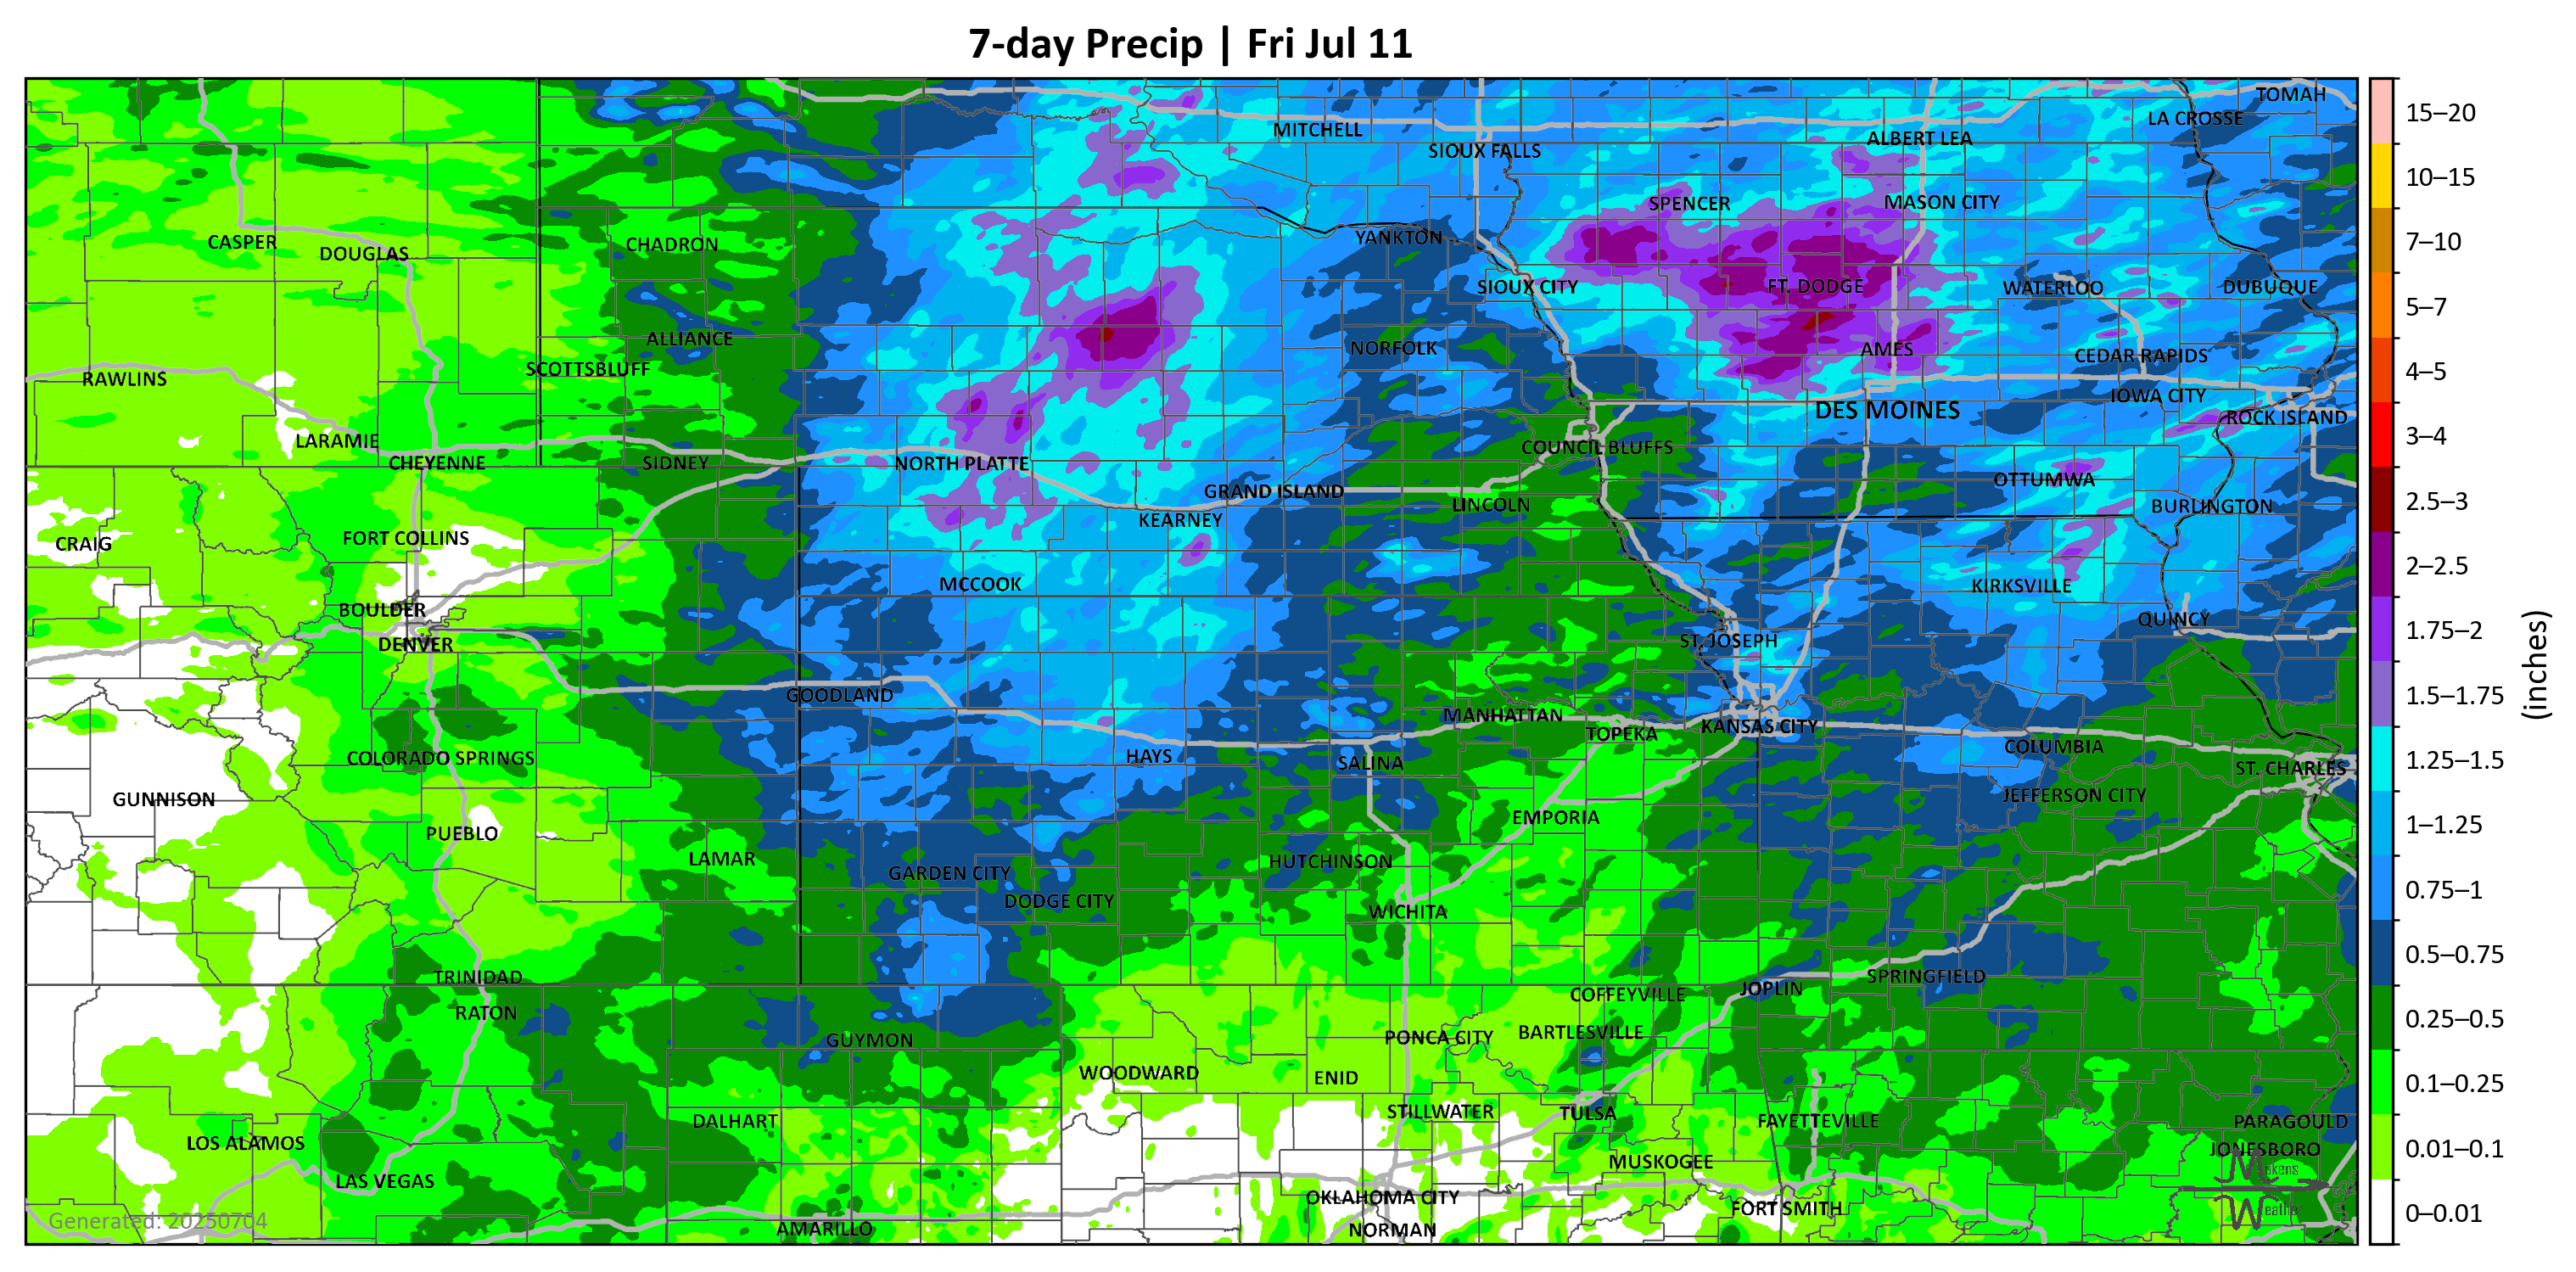 7-day Precip | Fri Jul 11
TOMAH
LA CROSSE
MITCHELL
ALBERT LEA
SIOUX FALLS
SPENCER
MASON CITY
CASPER
DOUGLAS
CHADRON
YANKTON
SIOUX CITY
FT. DODGE
WATERLOO
DUBUQUE
ALLIANCE
NORFOLK
AMES
CEDAR RAPIDS
SCOTTSBLUFF
RAWLINS
IOWA CITY
DES MOINES
ROCK ISLAND
LARAMIE
COUNCIL BLUFFS
CHEYENNE
SIDNEY
NORTH PLATTE
OTTUMWA
GRAND ISLAND
LINCOLN
BURLINGTON
KEARNEY
CRAIG
FORT COLLINS
MCCOOK
KIRKSVILLE
BOULDER
QUINCY
DENVER
ST. JOSEPH
GOODLAND
MANHATTAN
TOPEKA
KANSAS CITY
COLUMBIA
COLORADO SPRINGS
HAYS
SALINA
ST. CHARLES
GUNNISON
JEFFERSON CITY
PUEBLO
EMPORIA
LAMAR
HUTCHINSON
GARDEN CITY
DODGE CITY
WICHITA
TRINIDAD
SPRINGFIELD
JOPLIN
COFFEYVILLE
RATON
GUYMON
PONCA CITY
BARTLESVILLE
WOODWARD
ENID
STILLWATER
TULSA
DALHART
FAYETTEVILLE
PARAGOULD
LOS ALAMOS
JONESBORO
MUSKOGEE
LAS VEGAS
OKLAHOMA CITY
FORT SMITH
AMARILLO
NORMAN
Generated: 20250704
15–20
10–15
7–10
5–7
4–5
3–4
2.5–3
2–2.5
1.75–2
1.5–1.75
1.25–1.5
1–1.25
0.75–1
0.5–0.75
0.25–0.5
0.1–0.25
0.01–0.1
0–0.01
(inches)